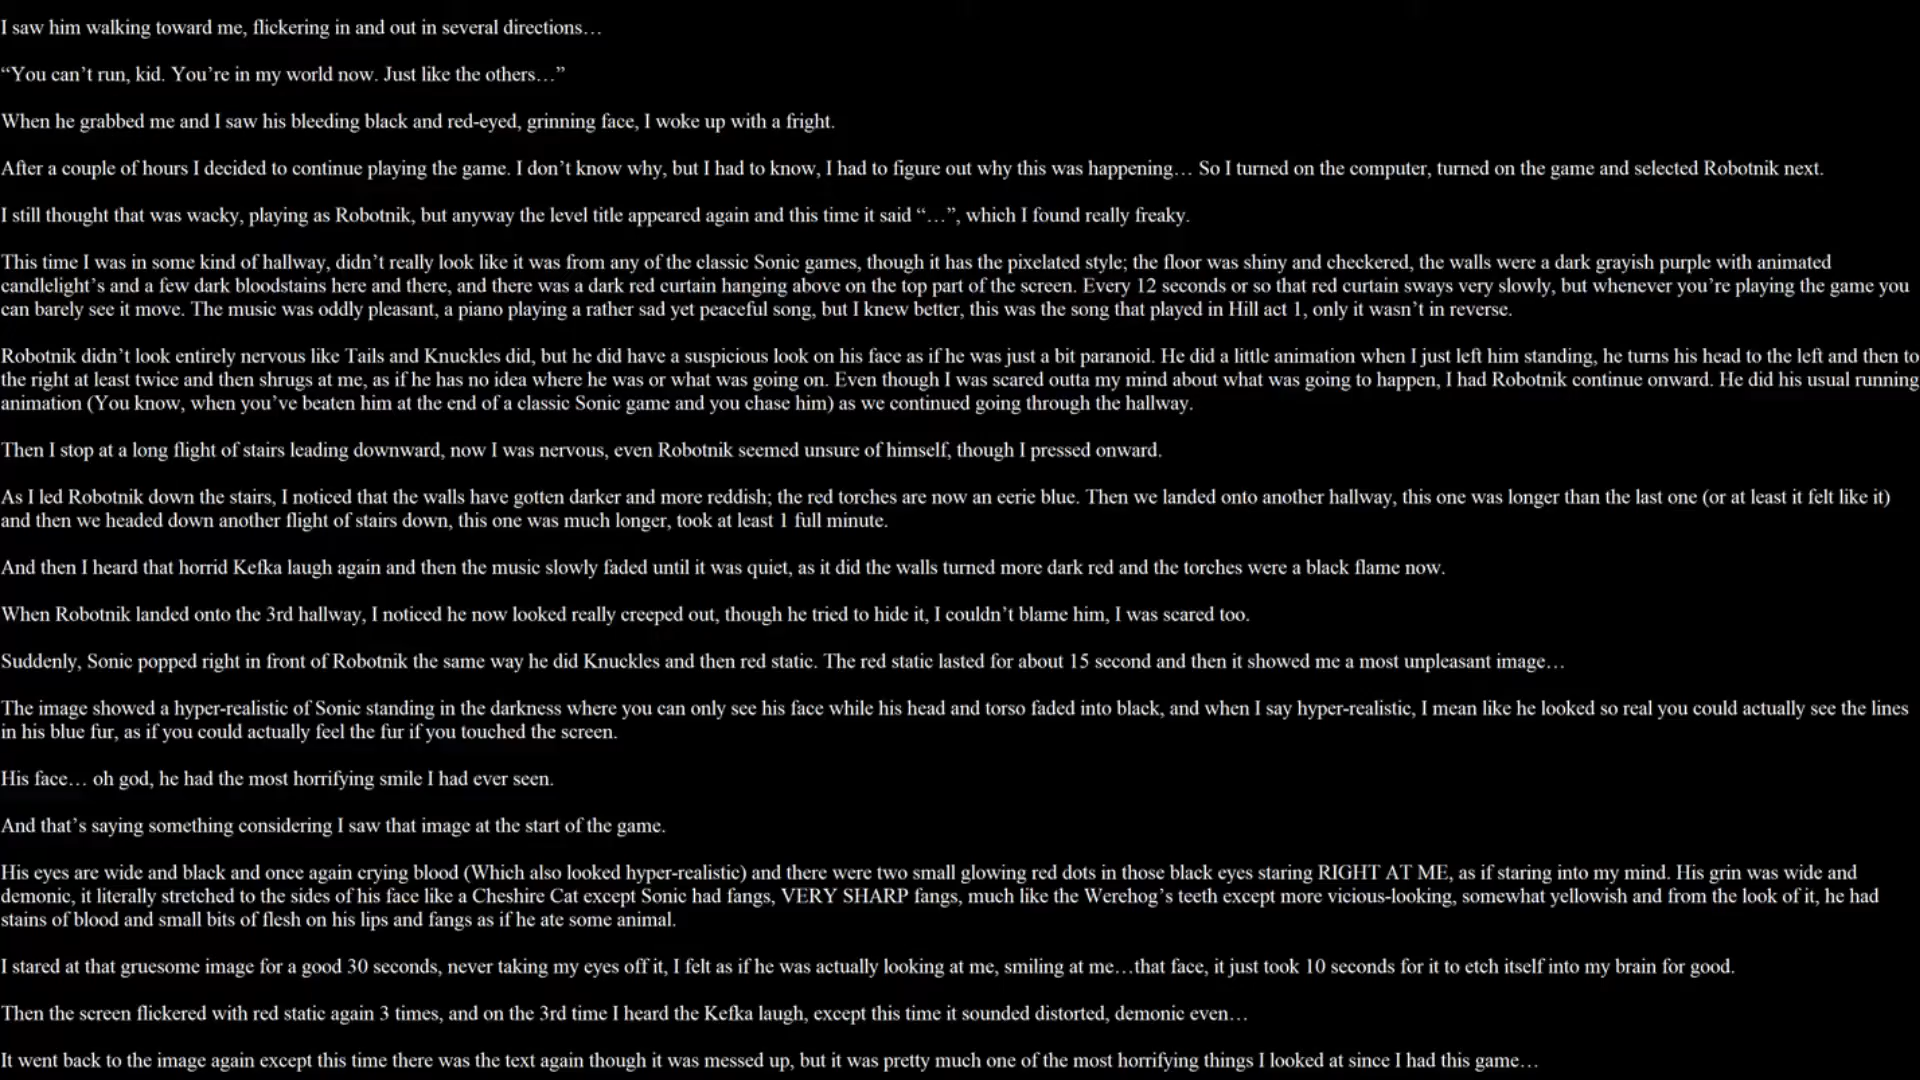 I saw him walking toward me, flickering in and out in several directions…
“You can’t run, kid. You’re in my world now. Just like the others…”
When he grabbed me and I saw his bleeding black and red-eyed, grinning face, I woke up with a fright.
After a couple of hours I decided to continue playing the game. I don’t know why, but I had to know, I had to figure out why this was happening… So I turned on the computer, turned on the game and selected Robotnik next.
I still thought that was wacky, playing as Robotnik, but anyway the level title appeared again and this time it said “…”, which I found really freaky.
This time I was in some kind of hallway, didn’t really look like it was from any of the classic Sonic games, though it has the pixelated style; the floor was shiny and checkered, the walls were a dark grayish purple with animated
candlelight’s and a few dark bloodstains here and there, and there was a dark red curtain hanging above on the top part of the screen. Every 12 seconds or so that red curtain sways very slowly, but whenever you’re playing the game you
can barely see it move. The music was oddly pleasant, a piano playing a rather sad yet peaceful song, but I knew better, this was the song that played in Hill act 1, only it wasn’t in reverse.
Robotnik didn’t look entirely nervous like Tails and Knuckles did, but he did have a suspicious look on his face as if he was just a bit paranoid. He did a little animation when I just left him standing, he turns his head to the left and then to
the right at least twice and then shrugs at me, as if he has no idea where he was or what was going on. Even though I was scared outta my mind about what was going to happen, I had Robotnik continue onward. He did his usual running
animation (You know, when you’ve beaten him at the end of a classic Sonic game and you chase him) as we continued going through the hallway.
Then I stop at a long flight of stairs leading downward, now I was nervous, even Robotnik seemed unsure of himself, though I pressed onward.
As I led Robotnik down the stairs, I noticed that the walls have gotten darker and more reddish; the red torches are now an eerie blue. Then we landed onto another hallway, this one was longer than the last one (or at least it felt like it)
and then we headed down another flight of stairs down, this one was much longer, took at least 1 full minute.
And then I heard that horrid Kefka laugh again and then the music slowly faded until it was quiet, as it did the walls turned more dark red and the torches were a black flame now.
When Robotnik landed onto the 3rd hallway, I noticed he now looked really creeped out, though he tried to hide it, I couldn’t blame him, I was scared too.
Suddenly, Sonic popped right in front of Robotnik the same way he did Knuckles and then red static. The red static lasted for about 15 second and then it showed me a most unpleasant image…
The image showed a hyper-realistic of Sonic standing in the darkness where you can only see his face while his head and torso faded into black, and when I say hyper-realistic, I mean like he looked so real you could actually see the lines
in his blue fur, as if you could actually feel the fur if you touched the screen.
His face… oh god, he had the most horrifying smile I had ever seen.
And that’s saying something considering I saw that image at the start of the game.
His eyes are wide and black and once again crying blood (Which also looked hyper-realistic) and there were two small glowing red dots in those black eyes staring RIGHT AT ME, as if staring into my mind. His grin was wide and
demonic, it literally stretched to the sides of his face like a Cheshire Cat except Sonic had fangs, VERY SHARP fangs, much like the Werehog’s teeth except more vicious-looking, somewhat yellowish and from the look of it, he had
stains of blood and small bits of flesh on his lips and fangs as if he ate some animal.
I stared at that gruesome image for a good 30 seconds, never taking my eyes off it, I felt as if he was actually looking at me, smiling at me…that face, it just took 10 seconds for it to etch itself into my brain for good.
Then the screen flickered with red static again 3 times, and on the 3rd time I heard the Kefka laugh, except this time it sounded distorted, demonic even…
It went back to the image again except this time there was the text again though it was messed up, but it was pretty much one of the most horrifying things I looked at since I had this game…